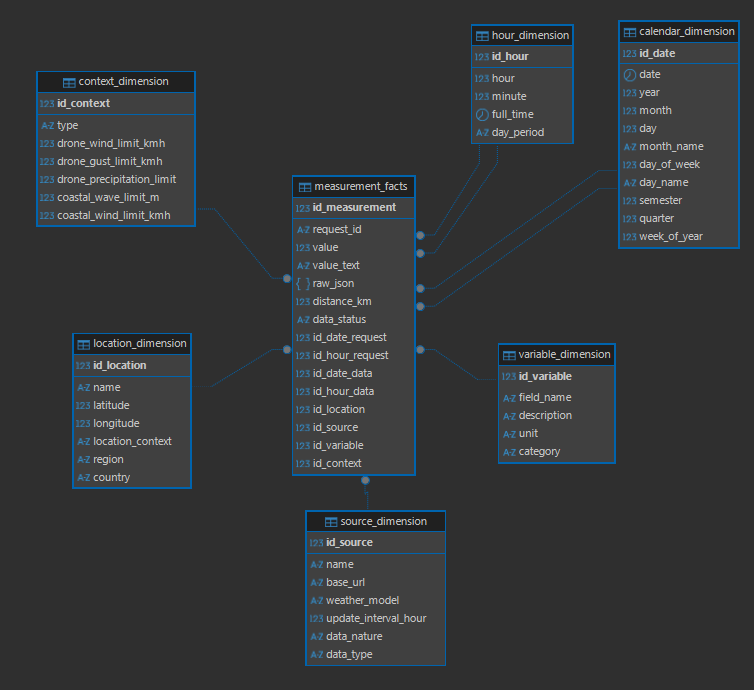 hour_dimension
123 id_hour
123 hour
123 minute
full_time
A-Z day_period
calendar_dimension
123 id_date
date
123 year
123 month
123 day
A-Z month_name
123 day_of_week
A-Z day_name
123 semester
123 quarter
123 week_of_year
context_dimension
123 id_context
A-Z type
123 drone_wind_limit_kmh
123 drone_gust_limit_kmh
123 drone_precipitation_limit
123 coastal_wave_limit_m
123 coastal_wind_limit_kmh
measurement_facts
123 id_measurement
A-Z request_id
123 value
A-Z value_text
{ } raw_json
123 distance_km
A-Z data_status
123 id_date_request
123 id_hour_request
123 id_date_data
123 id_hour_data
123 id_location
123 id_source
123 id_variable
123 id_context
location_dimension
123 id_location
A-Z name
123 latitude
123 longitude
A-Z location_context
A-Z region
A-Z country
variable_dimension
123 id_variable
A-Z field_name
A-Z description
A-Z unit
A-Z category
source_dimension
123 id_source
A-Z name
A-Z base_url
A-Z weather_model
123 update_interval_hour
A-Z data_nature
A-Z data_type